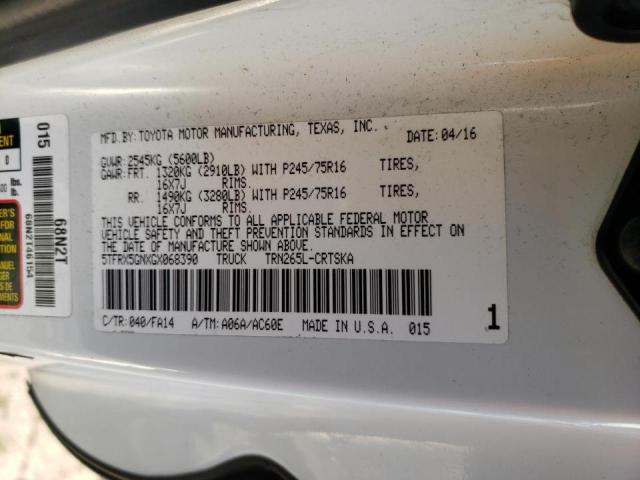 MFD. BY: TOYOTA MOTOR MANUFACTURING, TEXAS, INC. DATE: 04/16
GVWR: 2545KG (5600LB)
GAWR: FRT. 1320KG (2910LB) WITH P245/75R16 TIRES,
16X7J RIMS.
RR. 1490KG (3280LB) WITH P245/75R16 TIRES,
16X7J RIMS.
THIS VEHICLE CONFORMS TO ALL APPLICABLE FEDERAL MOTOR
VEHICLE SAFETY AND THEFT PREVENTION STANDARDS IN EFFECT ON
THE DATE OF MANUFACTURE SHOWN ABOVE.
5TFRX5GNXGX068390 TRUCK TRN265L-CRTSKA
C/TR: 040/FA14 A/TM: A06A/AC60E MADE IN U.S.A. 015
1
015
68N2T
68N2T46154
lbs.